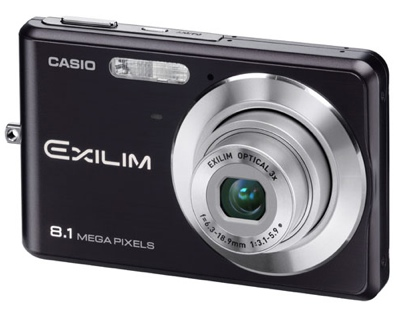 CASIO
EXILIM
8.1 MEGA PIXELS
EXILIM OPTICAL 3x
f=6.3-18.9mm 1:3.1-5.9